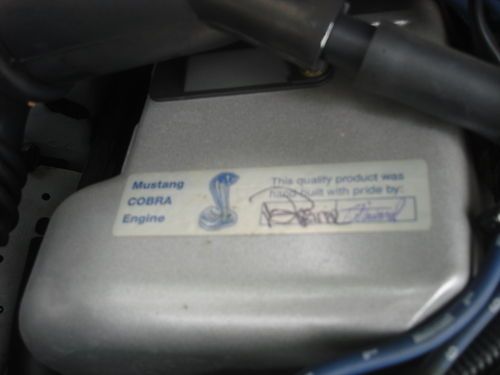 Mustang
COBRA
Engine
This quality product was
hand built with pride by: